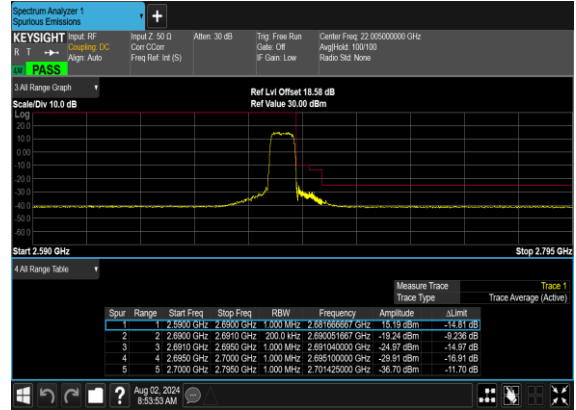 Spectrum Analyzer 1
Spurious Emissions
+
KEYSIGHT Input: RF Input Z: 50 Ω Atten: 30 dB Trig: Free Run Center Freq: 22.005000000 GHz
R T Coupling: DC Corr CCorr Gate: Off Avg|Hold: 100/100
Align: Auto Freq Ref: Int (S) IF Gain: Low Radio Std: None
PASS
3 All Range Graph
Ref Lvl Offset 18.58 dB
Scale/Div 10.0 dB Ref Value 30.00 dBm
Log
20.0
10.0
0.00
-10.0
-20.0
-30.0
-40.0
-50.0
-60.0
Start 2.590 GHz Stop 2.795 GHz
4 All Range Table
Measure Trace Trace 1
Trace Type Trace Average (Active)
Spur Range Start Freq Stop Freq RBW Frequency Amplitude ΔLimit
1 1 2.5900 GHz 2.6900 GHz 1.000 MHz 2.681666667 GHz 15.19 dBm -14.81 dB
2 2 2.6900 GHz 2.6910 GHz 200.0 kHz 2.690051667 GHz -19.24 dBm -9.236 dB
3 3 2.6910 GHz 2.6950 GHz 1.000 MHz 2.691040000 GHz -24.97 dBm -14.97 dB
4 4 2.6950 GHz 2.7000 GHz 1.000 MHz 2.695100000 GHz -29.91 dBm -16.91 dB
5 5 2.7000 GHz 2.7950 GHz 1.000 MHz 2.701425000 GHz -36.70 dBm -11.70 dB
?
Aug 02, 2024
8:53:53 AM